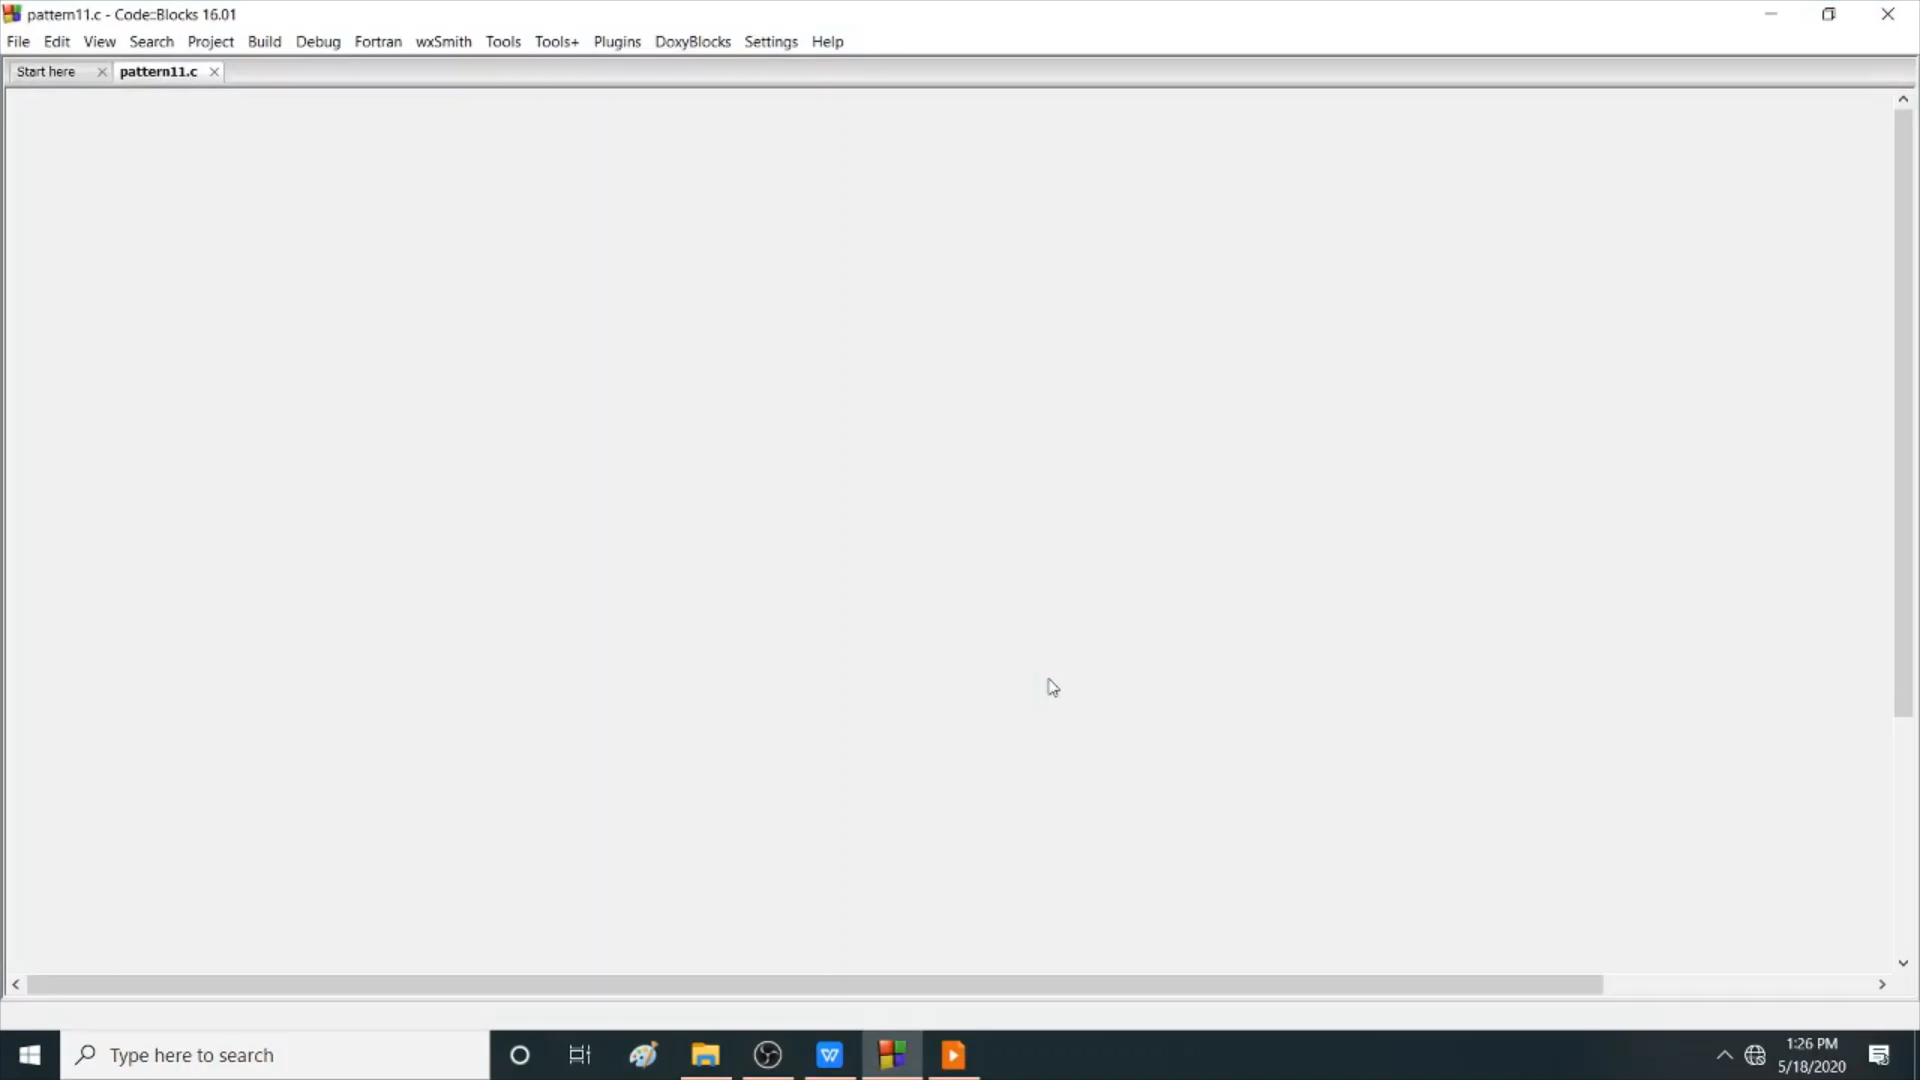 pattern11.c - Code::Blocks 16.01
File Edit View Search Project Build Debug Fortran wxSmith Tools Tools+ Plugins DoxyBlocks Settings Help
Start here pattern11.c
Type here to search
W
1:26 PM
5/18/2020